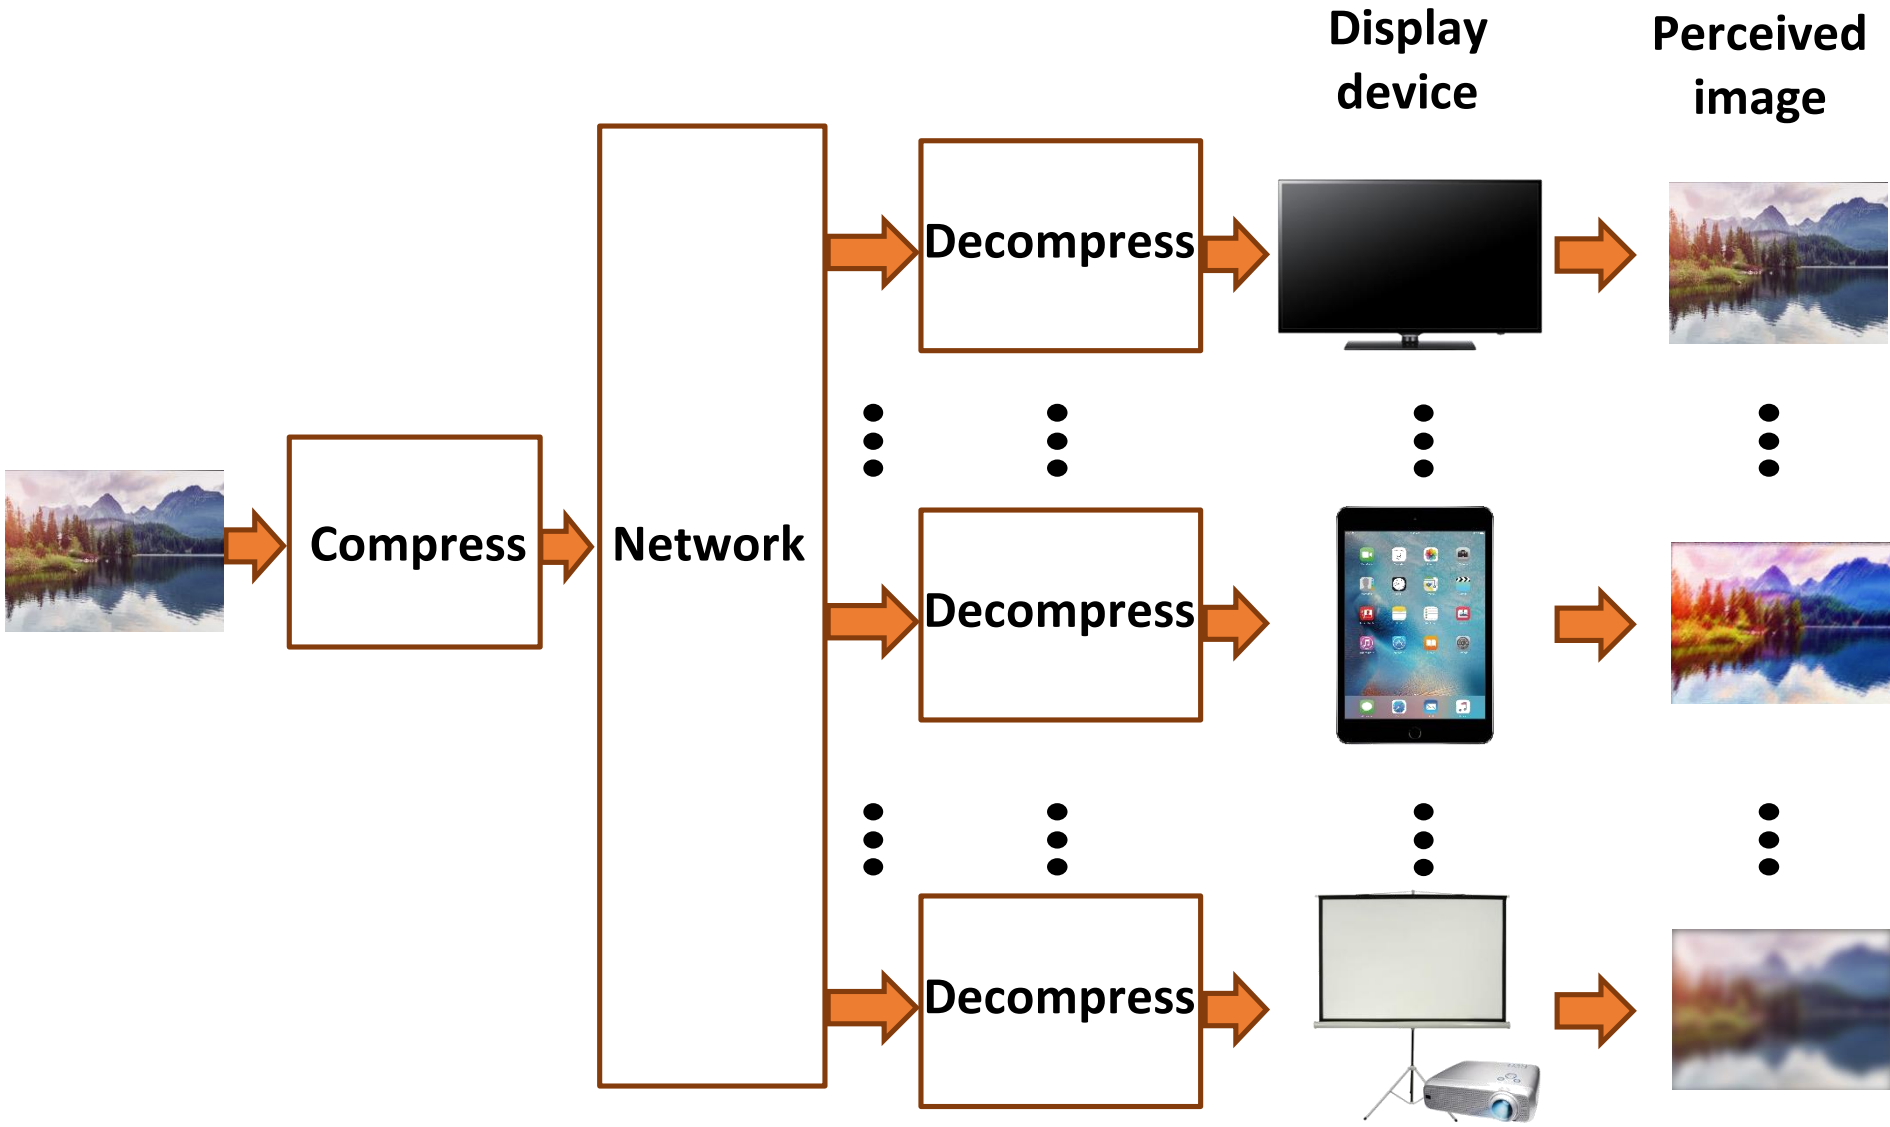 Display
device
Perceived
image
Decompress
Compress
Network
Decompress
Decompress